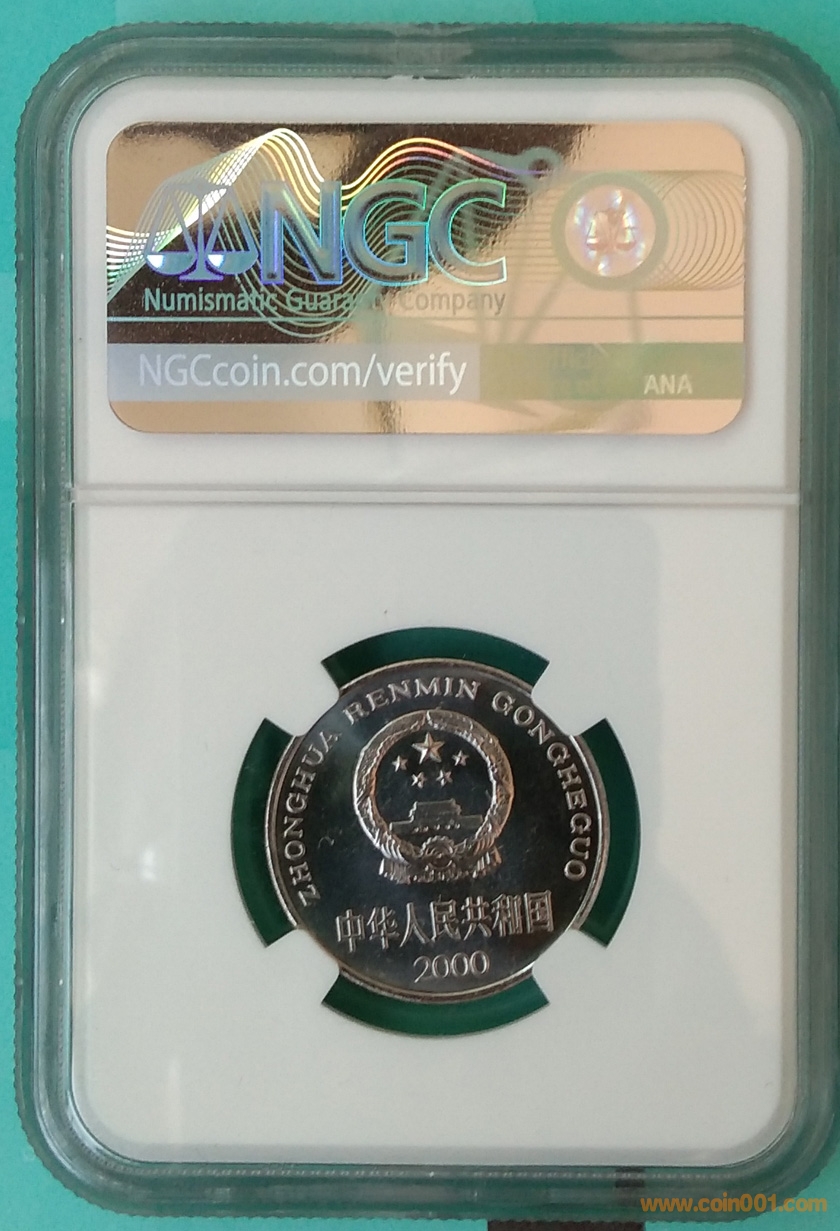 NGC
Numismatic Guaranty Company
NGCcoin.com/verify
ANA
ZHONGHUA RENMIN GONGHEGUO
中华人民共和国
2000
www.coin001.com